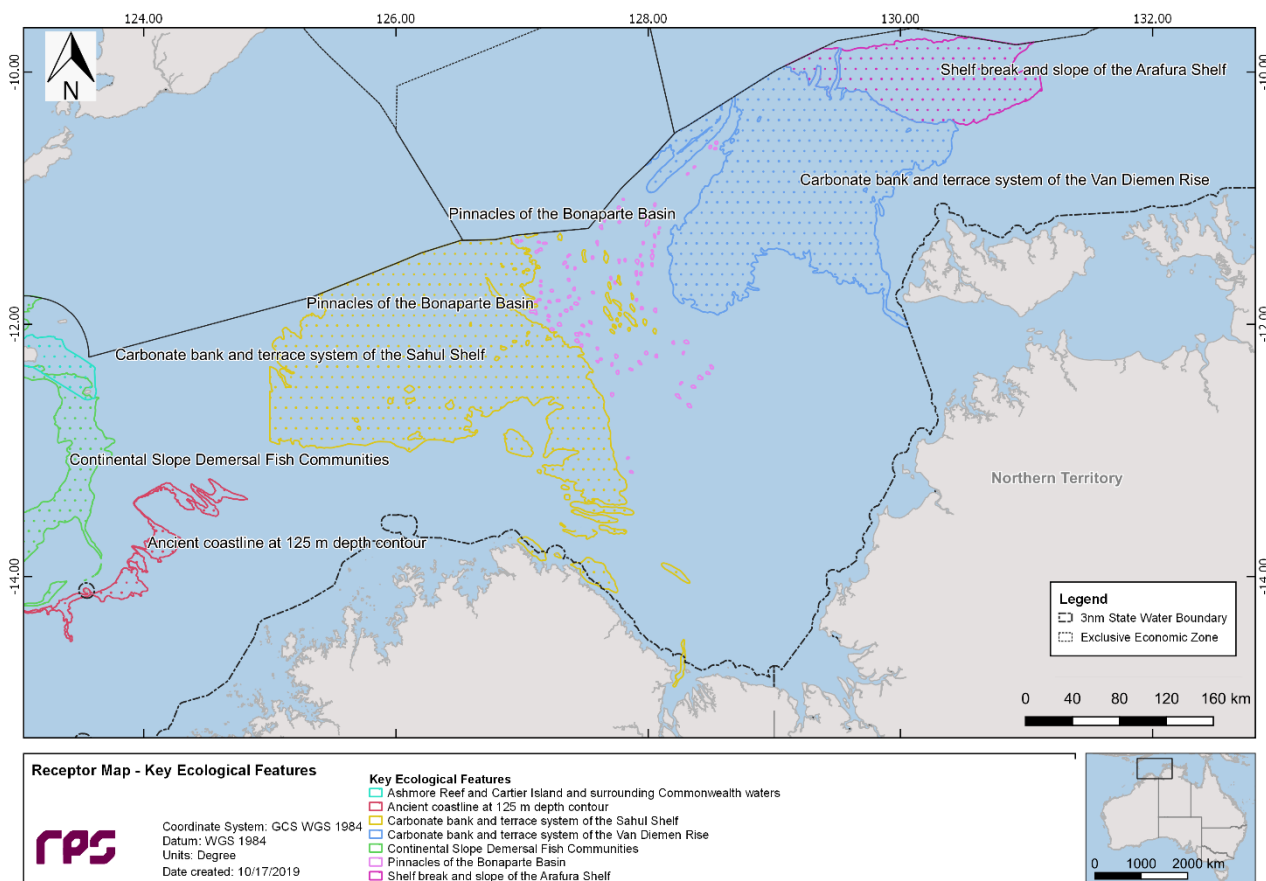 124.00
126.00
128.00
130.00
132.00
-10.00
-10.00
N
Shelf break and slope of the Arafura Shelf
Carbonate bank and terrace system of the Van Diemen Rise
Pinnacles of the Bonaparte Basin
Pinnacles of the Bonaparte Basin
-12.00
-12.00
Carbonate bank and terrace system of the Sahul Shelf
Continental Slope Demersal Fish Communities
Northern Territory
Ancient coastline at 125 m depth contour
-14.00
-14.00
Legend
3nm State Water Boundary
Exclusive Economic Zone
0 40 80 120 160 km
Receptor Map - Key Ecological Features
rps
Coordinate System: GCS WGS 1984
Datum: WGS 1984
Units: Degree
Date created: 10/17/2019
Key Ecological Features
Ashmore Reef and Cartier Island and surrounding Commonwealth waters
Ancient coastline at 125 m depth contour
Carbonate bank and terrace system of the Sahul Shelf
Carbonate bank and terrace system of the Van Diemen Rise
Continental Slope Demersal Fish Communities
Pinnacles of the Bonaparte Basin
Shelf break and slope of the Arafura Shelf
0 1000 2000 km